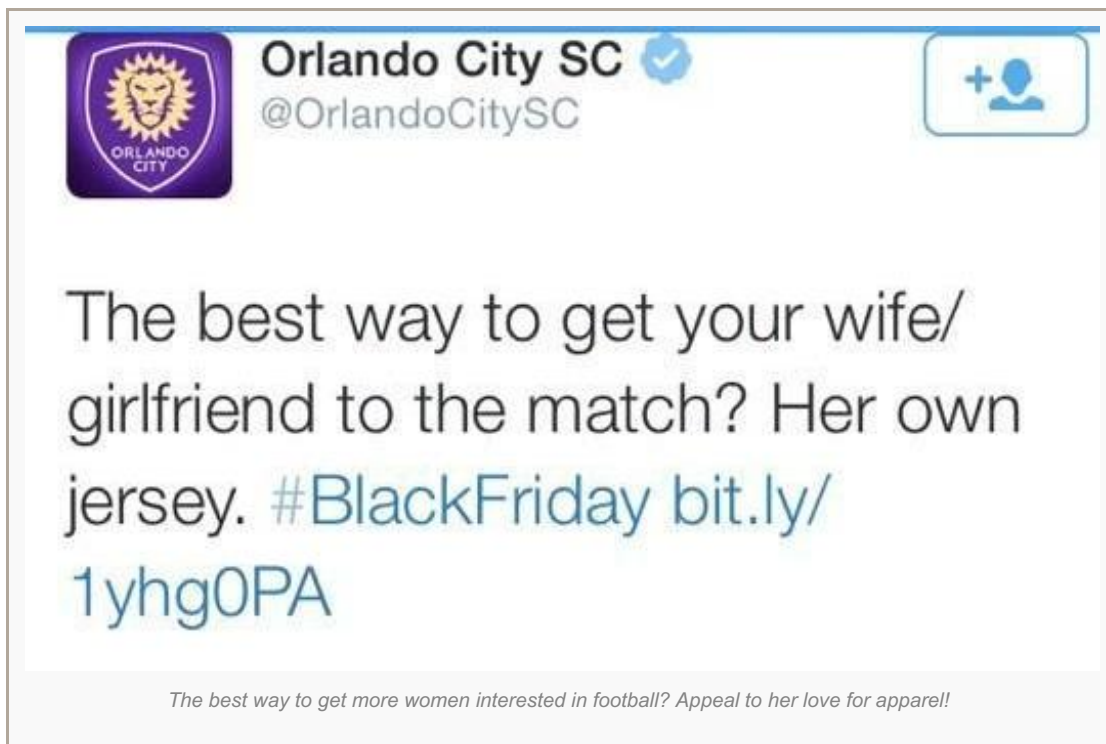 Orlando City SC
@OrlandoCitySC
ORLANDO
CITY
The best way to get your wife/
girlfriend to the match? Her own
jersey. #BlackFriday bit.ly/
1yhg0PA
The best way to get more women interested in football? Appeal to her love for apparel!